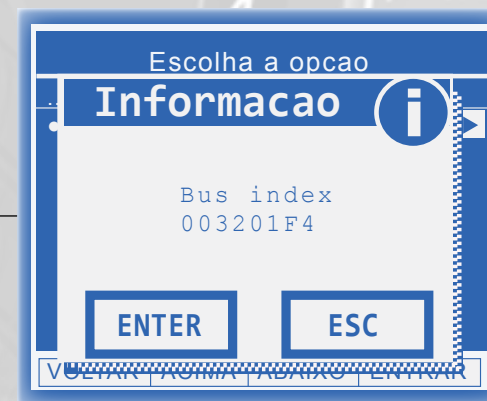 Escolha a opcao
Informacao
i
Bus index
003201F4
ENTER ESC
VOLTAR ACIMA ABAIXO ENTRAR